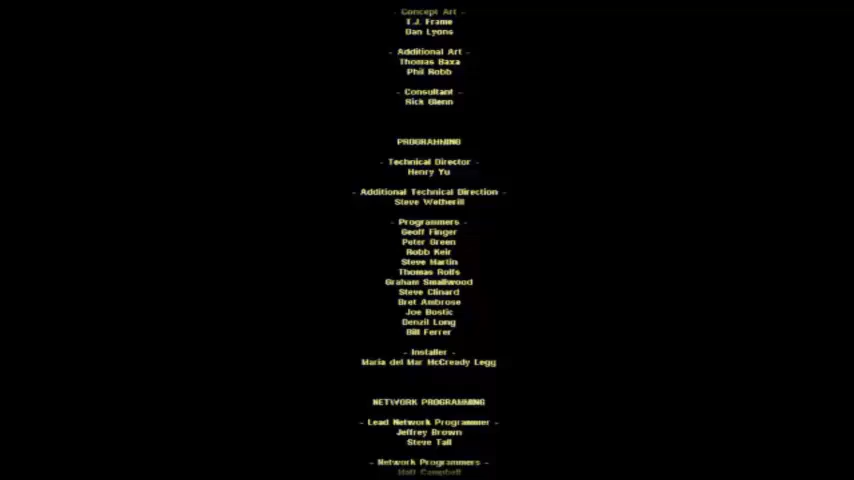 - Concept Art -
T.J. Frame
Dan Lyons
- Additional Art -
Thomas Baxa
Phil Robb
- Consultant -
Rick Glenn
PROGRAMMING
- Technical Director -
Henry Yu
- Additional Technical Direction -
Steve Wetherill
- Programmers -
Geoff Finger
Peter Green
Robb Keir
Steve Martin
Thomas Rolfs
Graham Smallwood
Steve Clinard
Bret Ambrose
Joe Bostic
Denzil Long
Bill Ferrer
- Installer -
Maria del Mar McCready Legg
NETWORK PROGRAMMING
- Lead Network Programmer -
Jeffrey Brown
Steve Tall
- Network Programmers -
Matt Campbell